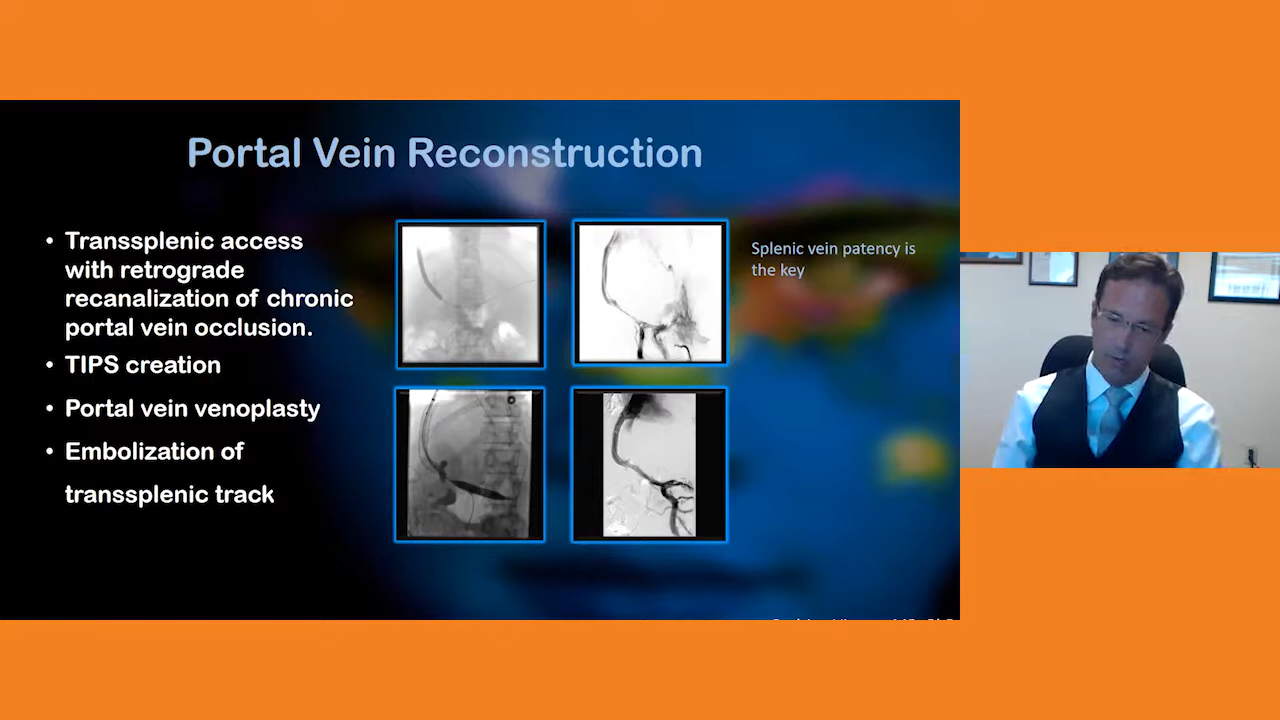 Portal Vein Reconstruction
• Transsplenic access
with retrograde
recanalization of chronic
portal vein occlusion.
• TIPS creation
• Portal vein venoplasty
• Embolization of
transsplenic track
Splenic vein patency is
the key